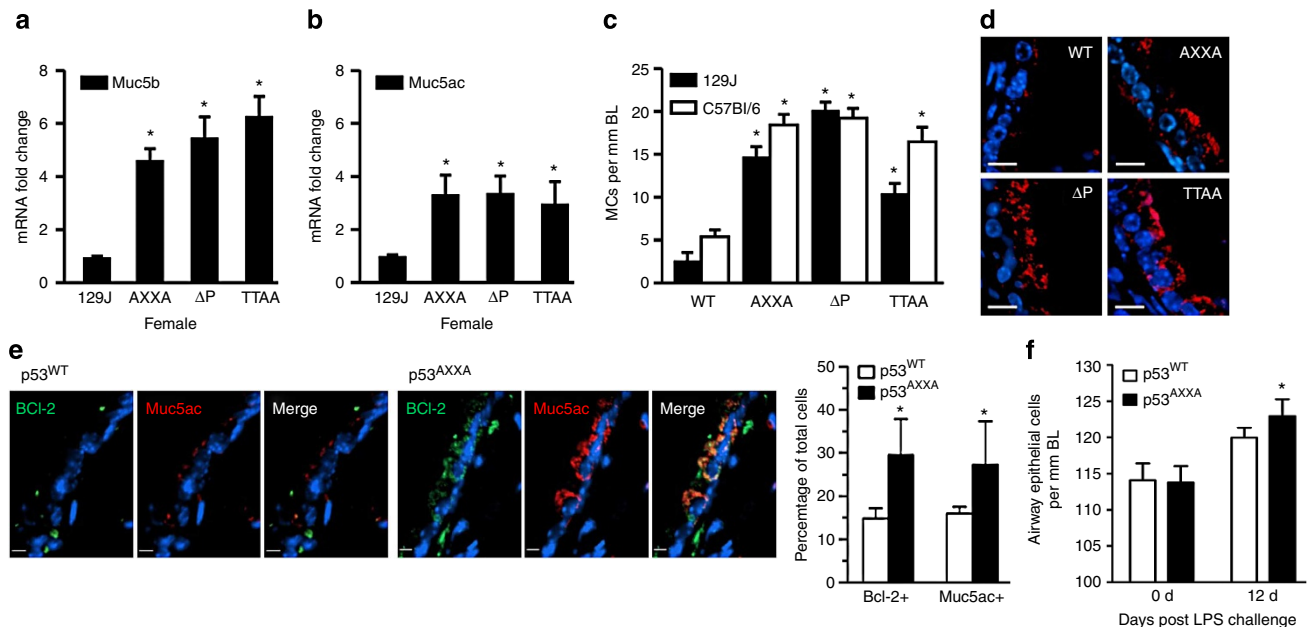 a
mRNA fold change
8
6
4
2
0
Muc5b
*
*
*
129J AXXA ΔP TTAA
Female
b
mRNA fold change
8
6
4
2
0
Muc5ac
*
*
*
129J AXXA ΔP TTAA
Female
c
MCs per mm BL
25
20
15
10
5
0
129J
C57Bl/6
* * * * * *
WT AXXA ΔP TTAA
d
WT
AXXA
ΔP
TTAA
e
p53WT
BCl-2
Muc5ac
Merge
p53AXXA
BCl-2
Muc5ac
Merge
Percemtage of total cells
50
40
30
20
10
0
p53WT
p53AXXA
* *
Bcl-2+ Muc5ac+
f
Airway epithelial cells
per mm BL
130
125
120
114
110
105
100
p53WT
p53AXXA
*
0 d 12 d
Days post LPS challenge